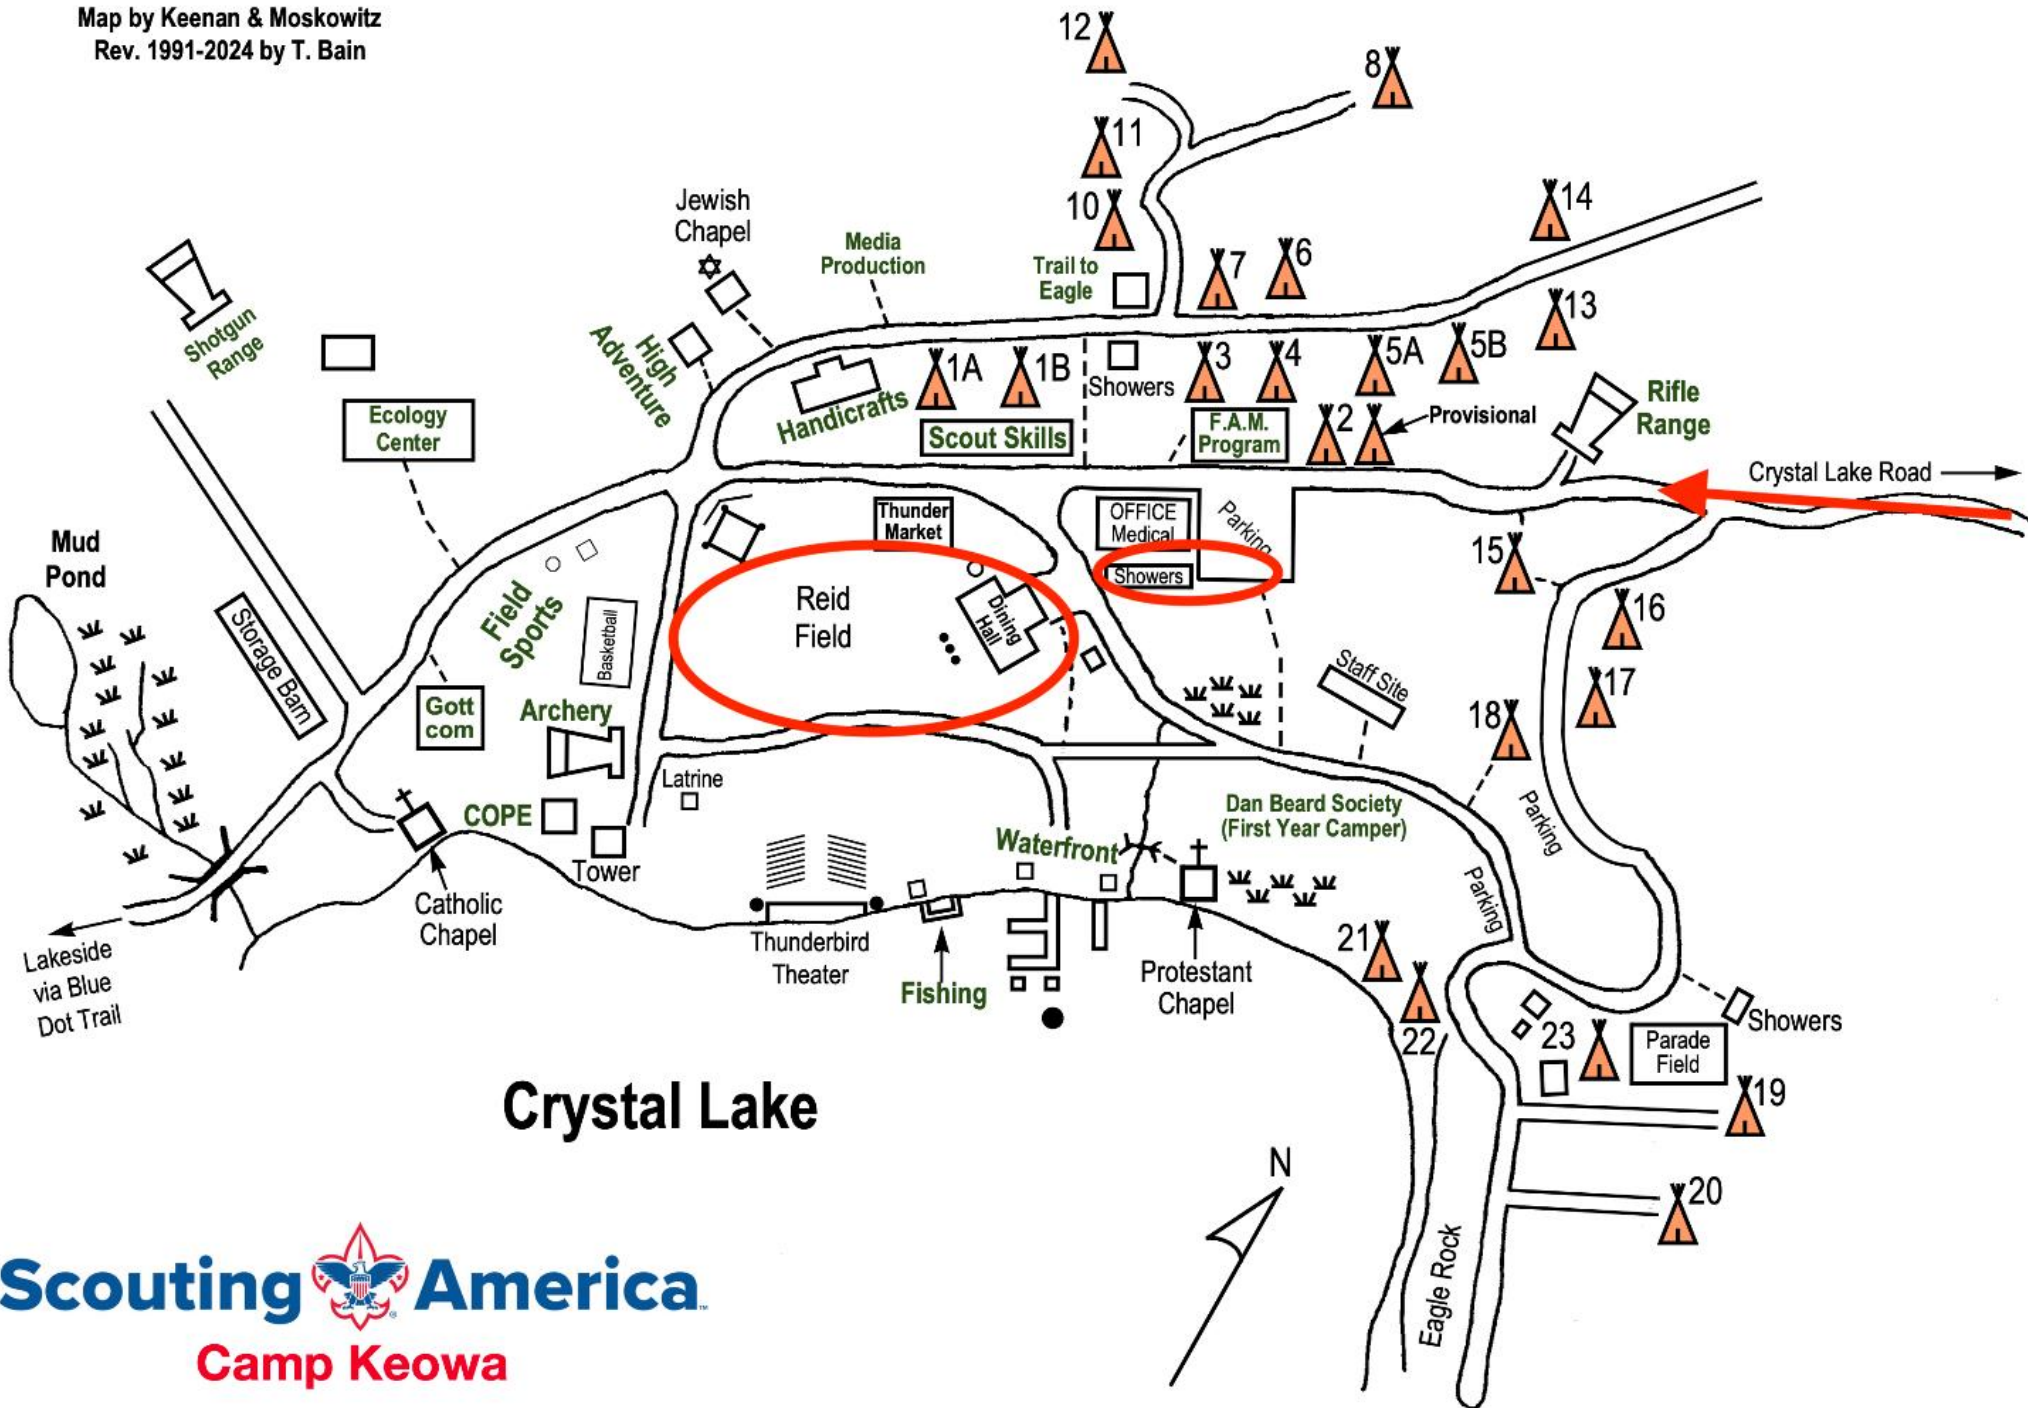 Map by Keenan & Moskowitz
Rev. 1991-2024 by T. Bain
12
8
11
10
14
Jewish
Chapel
Media
Production
Trail to
Eagle
7
6
13
Shotgun
Range
High
Adventure
Handicrafts
1A
1B
Showers
3
4
5A
5B
Ecology
Center
Scout Skills
F.A.M.
Program
2
Provisional
Rifle
Range
Crystal Lake Road
Thunder
Market
OFFICE
Medical
Parking
Showers
15
16
Mud
Pond
Storage Barn
Field
Sports
Basketball
Reid
Field
Dining
Hall
Staff Site
17
18
Gott
com
Archery
Latrine
COPE
Tower
Dan Beard Society
(First Year Camper)
Parking
Parking
Waterfront
Catholic
Chapel
Thunderbird
Theater
Fishing
Protestant
Chapel
21
22
Lakeside
via Blue
Dot Trail
23
Parade
Field
Showers
19
20
Crystal Lake
N
Eagle Rock
Scouting America
Camp Keowa